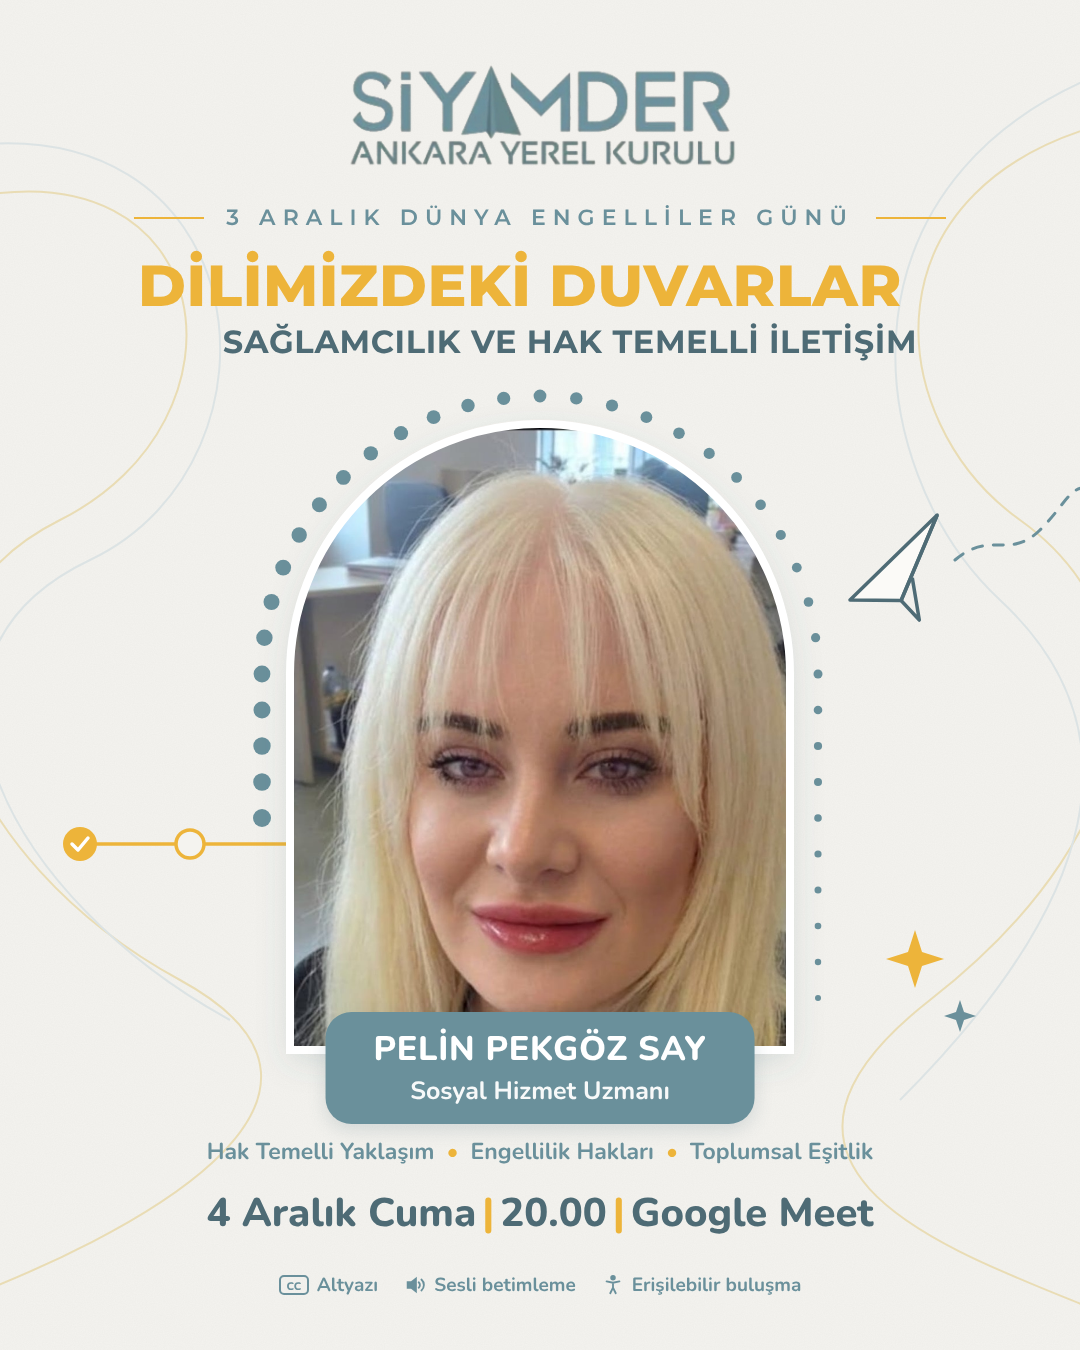 SİYAMDER
ANKARA YEREL KURULU
3 ARALIK DÜNYA ENGELLİLER GÜNÜ
DİLİMİZDEKİ DUVARLAR
SAĞLAMCILIK VE HAK TEMELLİ İLETİŞİM
PELİN PEKGÖZ SAY
Sosyal Hizmet Uzmanı
Hak Temelli Yaklaşım • Engellilik Hakları • Toplumsal Eşitlik
4 Aralık Cuma | 20.00 | Google Meet
CC Altyazı Sesli betimleme Erişilebilir buluşma